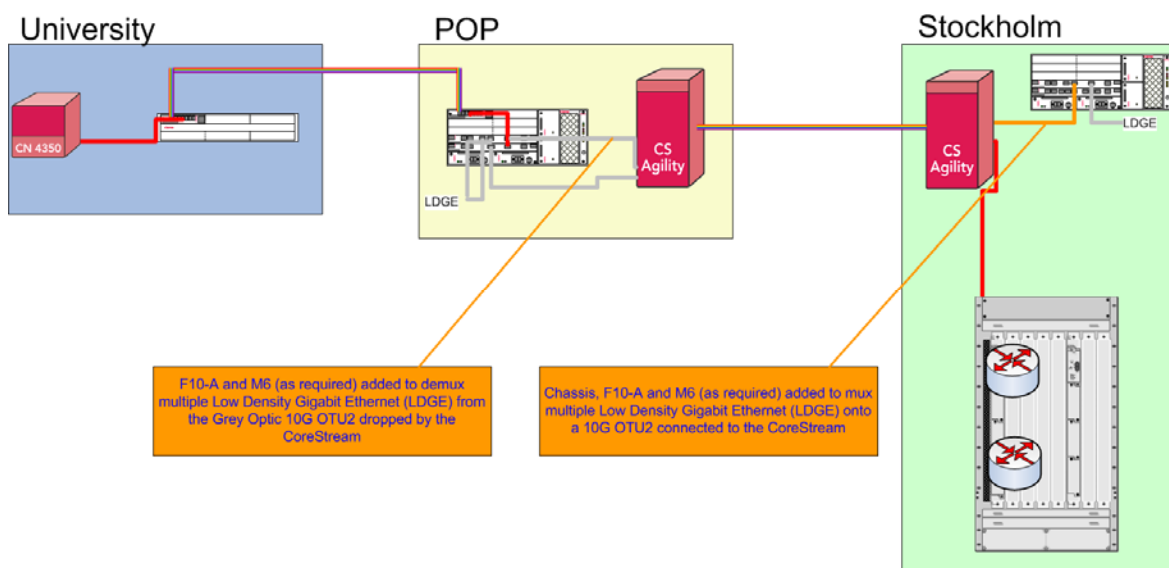 University
POP
Stockholm
CN 4350
LDGE
CS
Agility
CS
Agility
LDGE
F10-A and M6 (as required) added to demux
multiple Low Density Gigabit Ethernet (LDGE) from
the Grey Optic 10G OTU2 dropped by the
CoreStream
Chassis, F10-A and M6 (as required) added to mux
multiple Low Density Gigabit Ethernet (LDGE) onto
a 10G OTU2 connected to the CoreStream